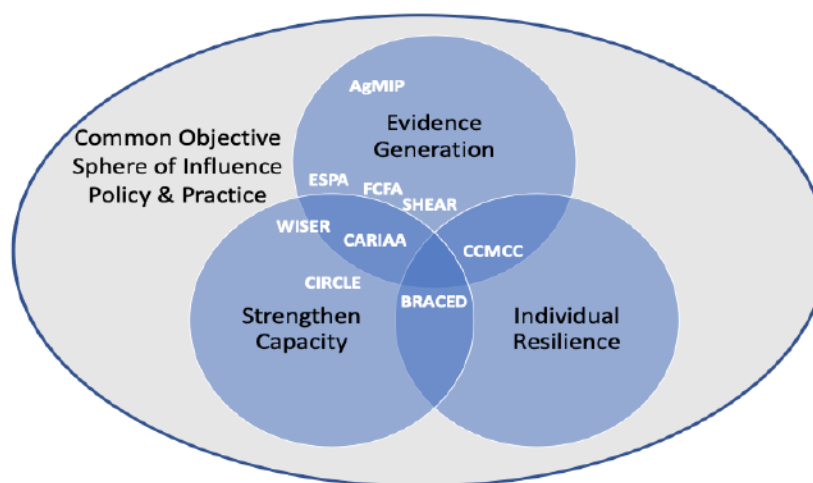 AgMIP
Evidence
Generation
Common Objective
Sphere of Influence
Policy & Practice
ESPA
FCFA
SHEAR
WISER
CARIAA
CCMCC
CIRCLE
BRACED
Strengthen
Capacity
Individual
Resilience